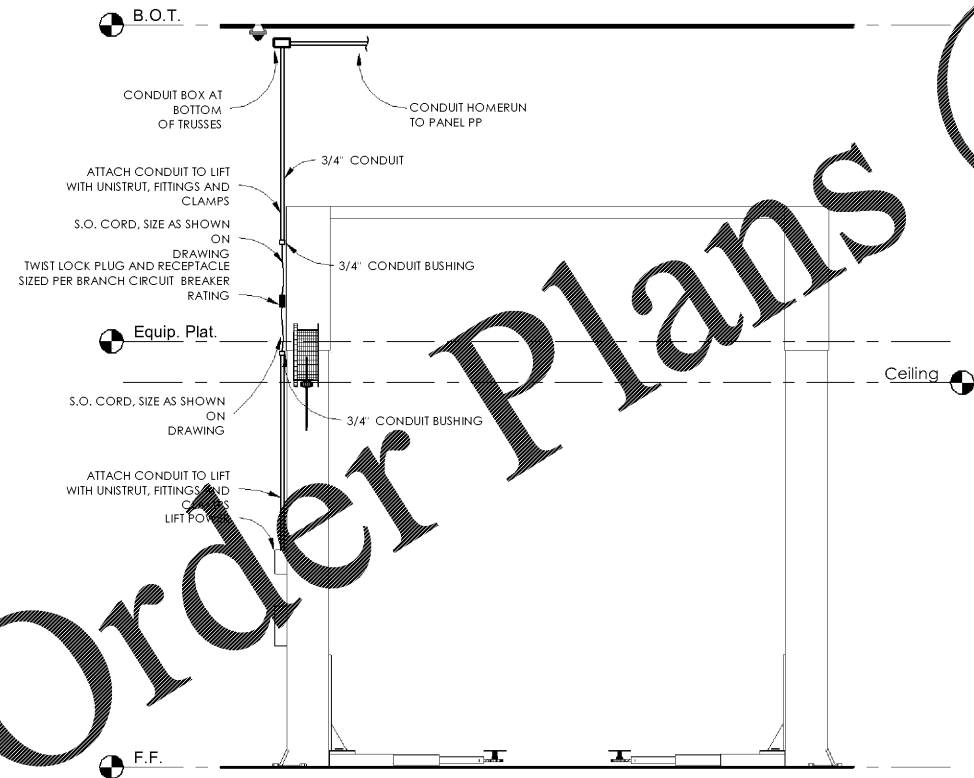 B.O.T.
CONDUIT BOX AT
BOTTOM
OF TRUSSES
CONDUIT HOMERUN
TO PANEL PP
3/4" CONDUIT
ATTACH CONDUIT TO LIFT
WITH UNISTRUT, FITTINGS AND
CLAMPS
S.O. CORD, SIZE AS SHOWN
ON
DRAWING
3/4" CONDUIT BUSHING
TWIST LOCK PLUG AND RECEPTACLE
SIZED PER BRANCH CIRCUIT BREAKER
RATING
Equip. Plat.
Ceiling
S.O. CORD, SIZE AS SHOWN
ON
DRAWING
3/4" CONDUIT BUSHING
ATTACH CONDUIT TO LIFT
WITH UNISTRUT, FITTINGS AND
CLAMPS
LIFT POWER
F.F.
Order Plans